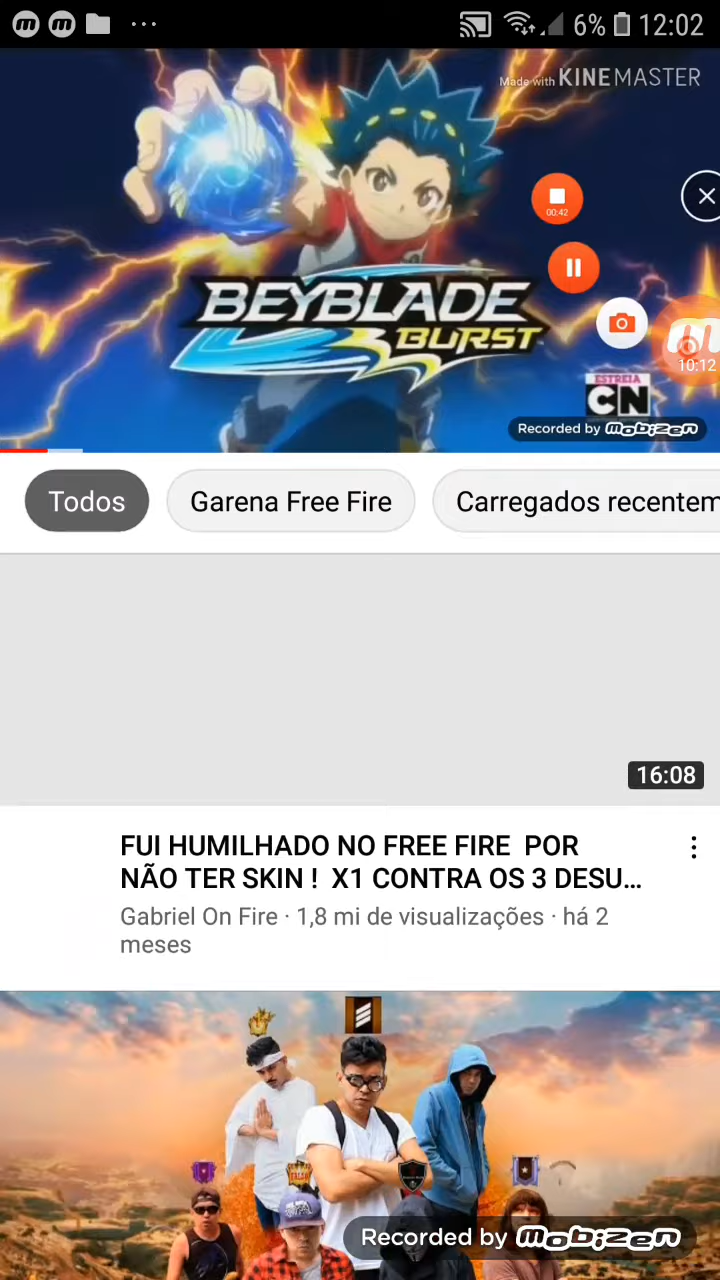 6% 12:02
Made with KINEMASTER
00:42
BEYBLADE
BURST
10:12
ESTREIA
CN
Recorded by mobizen
Todos
Garena Free Fire
Carregados recentem
16:08
FUI HUMILHADO NO FREE FIRE POR
NÃO TER SKIN ! X1 CONTRA OS 3 DESU...
Gabriel On Fire · 1,8 mi de visualizações · há 2
meses
Recorded by mobizen